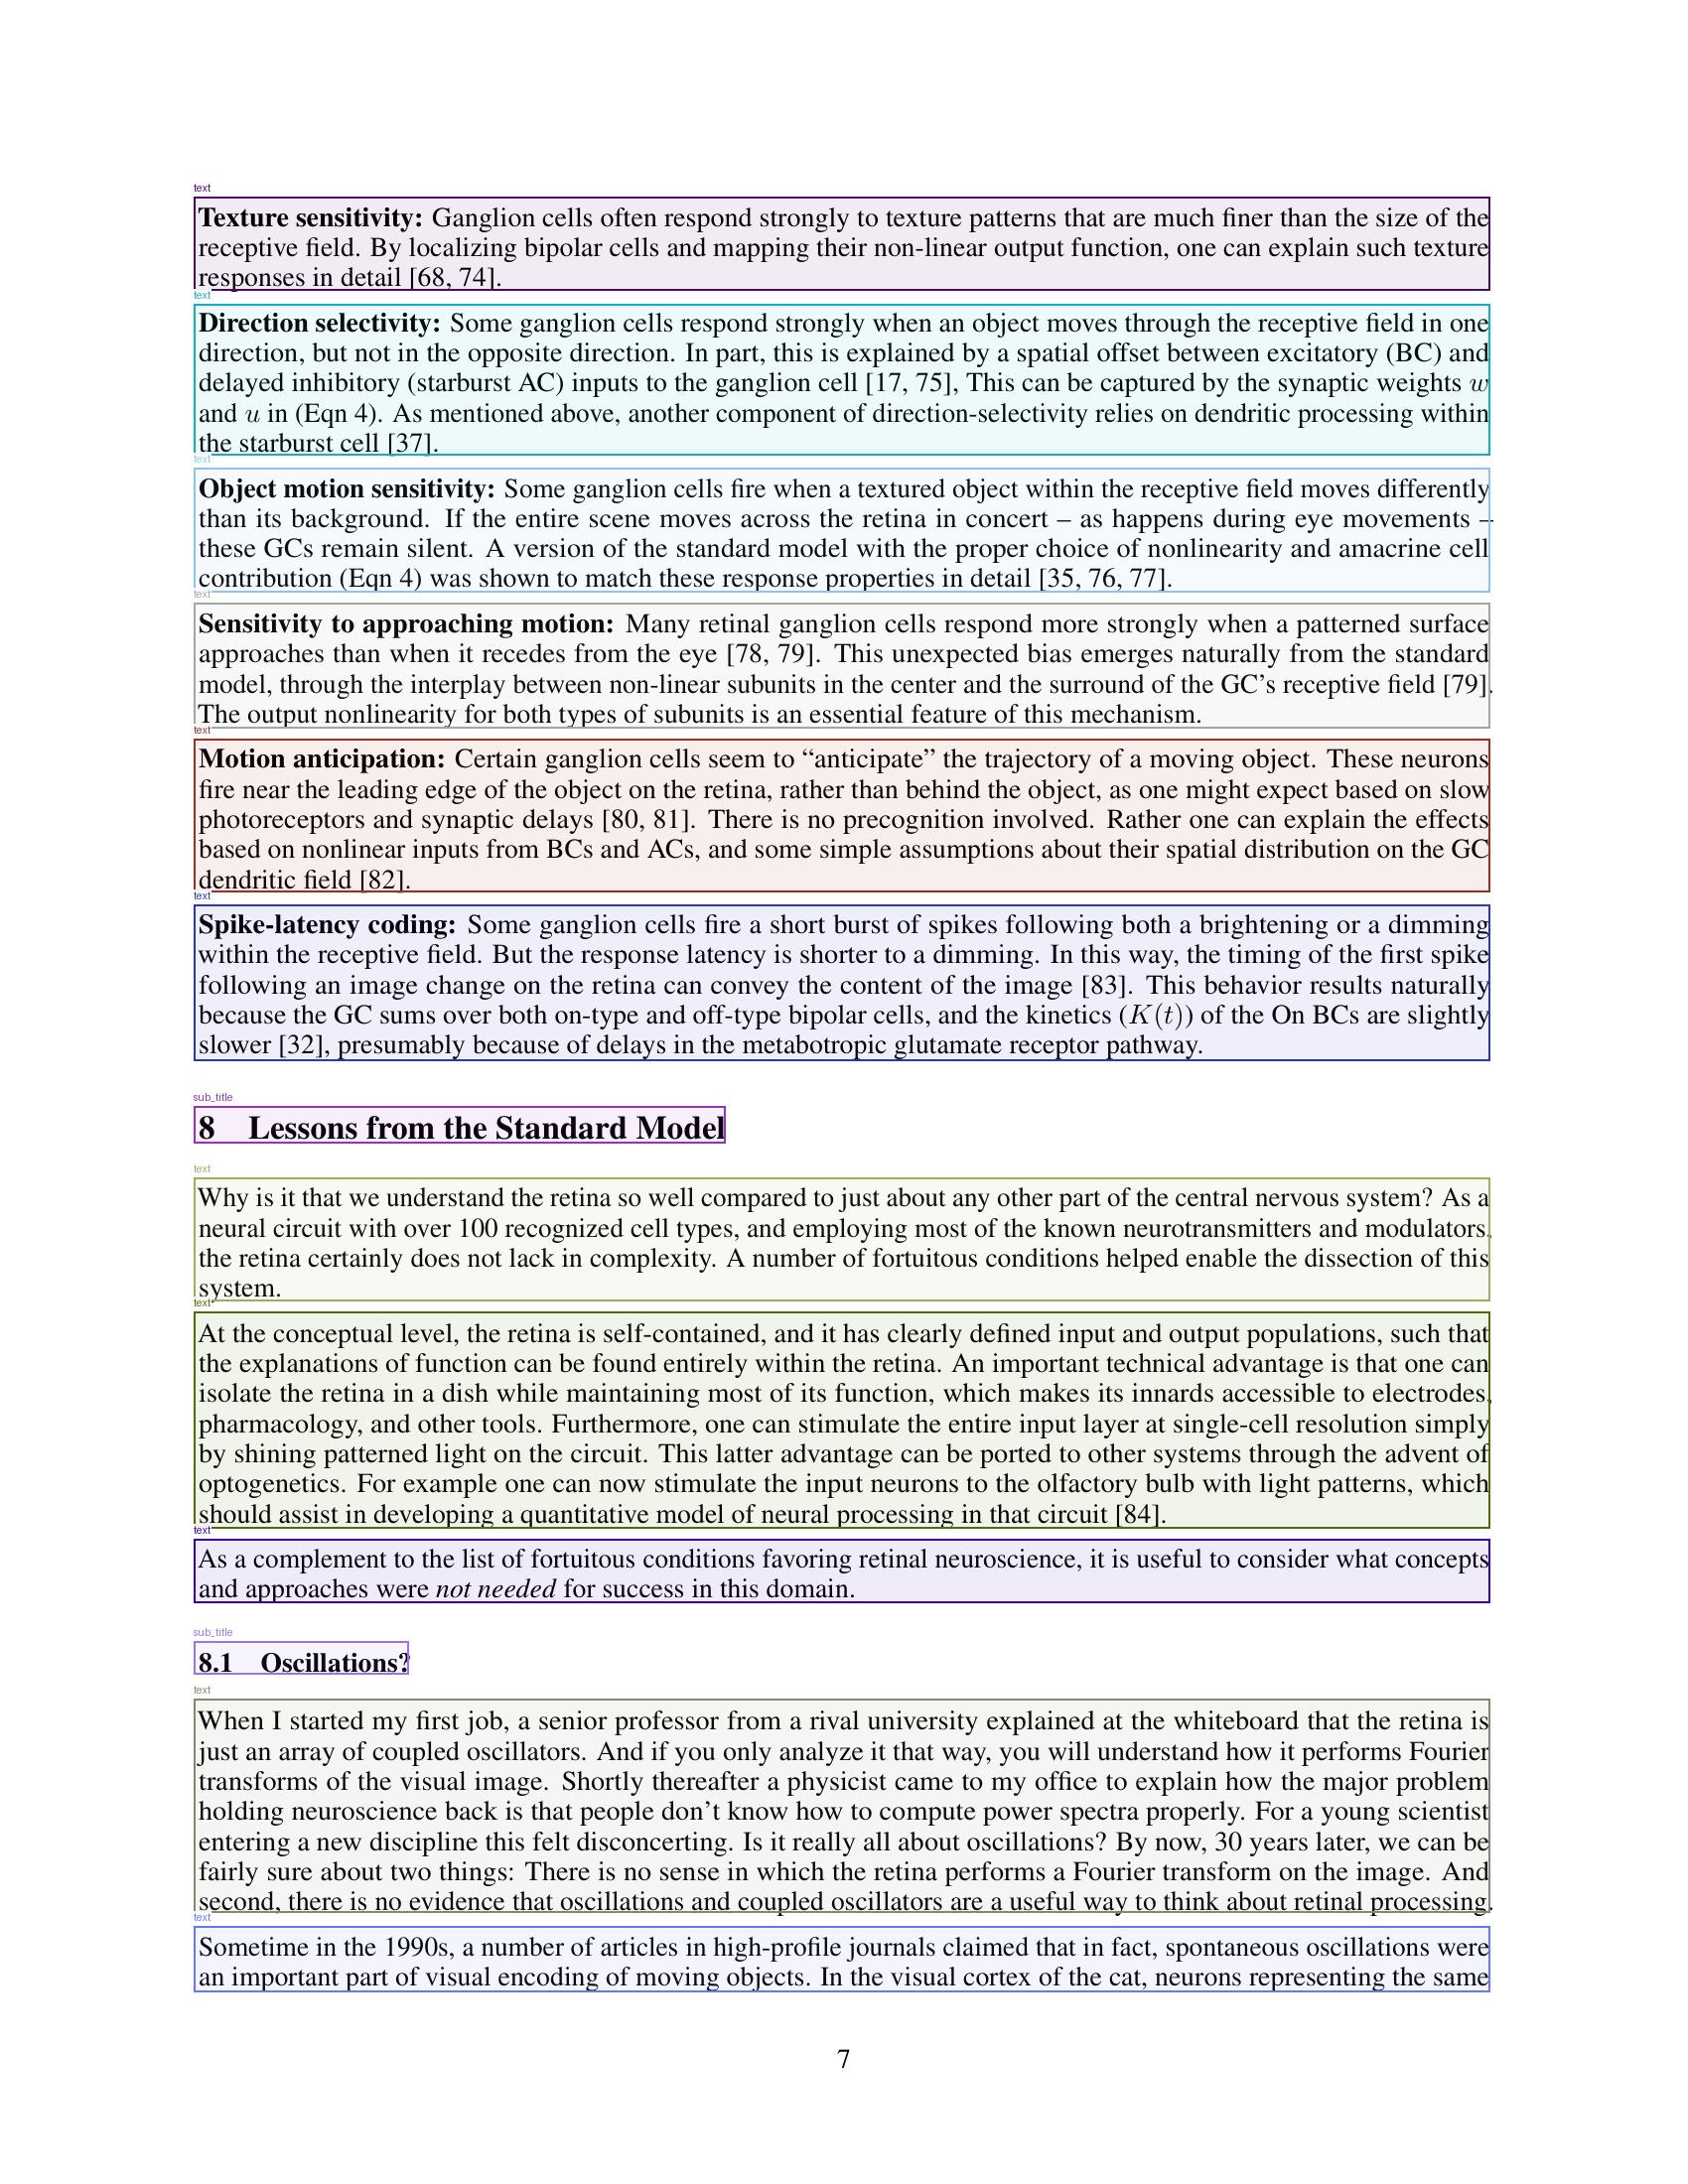 text
Texture sensitivity: Ganglion cells often respond strongly to texture patterns that are much finer than the size of the
receptive field. By localizing bipolar cells and mapping their non-linear output function, one can explain such texture
responses in detail [68, 74].
text
Direction selectivity: Some ganglion cells respond strongly when an object moves through the receptive field in one
direction, but not in the opposite direction. In part, this is explained by a spatial offset between excitatory (BC) and
delayed inhibitory (starburst AC) inputs to the ganglion cell [17, 75], This can be captured by the synaptic weights w
and u in (Eqn 4). As mentioned above, another component of direction-selectivity relies on dendritic processing within
the starburst cell [37].
text
Object motion sensitivity: Some ganglion cells fire when a textured object within the receptive field moves differently
than its background. If the entire scene moves across the retina in concert – as happens during eye movements –
these GCs remain silent. A version of the standard model with the proper choice of nonlinearity and amacrine cell
contribution (Eqn 4) was shown to match these response properties in detail [35, 76, 77].
text
Sensitivity to approaching motion: Many retinal ganglion cells respond more strongly when a patterned surface
approaches than when it recedes from the eye [78, 79]. This unexpected bias emerges naturally from the standard
model, through the interplay between non-linear subunits in the center and the surround of the GC's receptive field [79].
The output nonlinearity for both types of subunits is an essential feature of this mechanism.
text
Motion anticipation: Certain ganglion cells seem to “anticipate” the trajectory of a moving object. These neurons
fire near the leading edge of the object on the retina, rather than behind the object, as one might expect based on slow
photoreceptors and synaptic delays [80, 81]. There is no precognition involved. Rather one can explain the effects
based on nonlinear inputs from BCs and ACs, and some simple assumptions about their spatial distribution on the GC
dendritic field [82].
text
Spike-latency coding: Some ganglion cells fire a short burst of spikes following both a brightening or a dimming
within the receptive field. But the response latency is shorter to a dimming. In this way, the timing of the first spike
following an image change on the retina can convey the content of the image [83]. This behavior results naturally
because the GC sums over both on-type and off-type bipolar cells, and the kinetics (K(t)) of the On BCs are slightly
slower [32], presumably because of delays in the metabotropic glutamate receptor pathway.
sub_title
8 Lessons from the Standard Model
text
Why is it that we understand the retina so well compared to just about any other part of the central nervous system? As a
neural circuit with over 100 recognized cell types, and employing most of the known neurotransmitters and modulators,
the retina certainly does not lack in complexity. A number of fortuitous conditions helped enable the dissection of this
system.
text
At the conceptual level, the retina is self-contained, and it has clearly defined input and output populations, such that
the explanations of function can be found entirely within the retina. An important technical advantage is that one can
isolate the retina in a dish while maintaining most of its function, which makes its innards accessible to electrodes,
pharmacology, and other tools. Furthermore, one can stimulate the entire input layer at single-cell resolution simply
by shining patterned light on the circuit. This latter advantage can be ported to other systems through the advent of
optogenetics. For example one can now stimulate the input neurons to the olfactory bulb with light patterns, which
should assist in developing a quantitative model of neural processing in that circuit [84].
text
As a complement to the list of fortuitous conditions favoring retinal neuroscience, it is useful to consider what concepts
and approaches were not needed for success in this domain.
sub_title
8.1 Oscillations?
text
When I started my first job, a senior professor from a rival university explained at the whiteboard that the retina is
just an array of coupled oscillators. And if you only analyze it that way, you will understand how it performs Fourier
transforms of the visual image. Shortly thereafter a physicist came to my office to explain how the major problem
holding neuroscience back is that people don't know how to compute power spectra properly. For a young scientist
entering a new discipline this felt disconcerting. Is it really all about oscillations? By now, 30 years later, we can be
fairly sure about two things: There is no sense in which the retina performs a Fourier transform on the image. And
second, there is no evidence that oscillations and coupled oscillators are a useful way to think about retinal processing.
text
Sometime in the 1990s, a number of articles in high-profile journals claimed that in fact, spontaneous oscillations were
an important part of visual encoding of moving objects. In the visual cortex of the cat, neurons representing the same
7